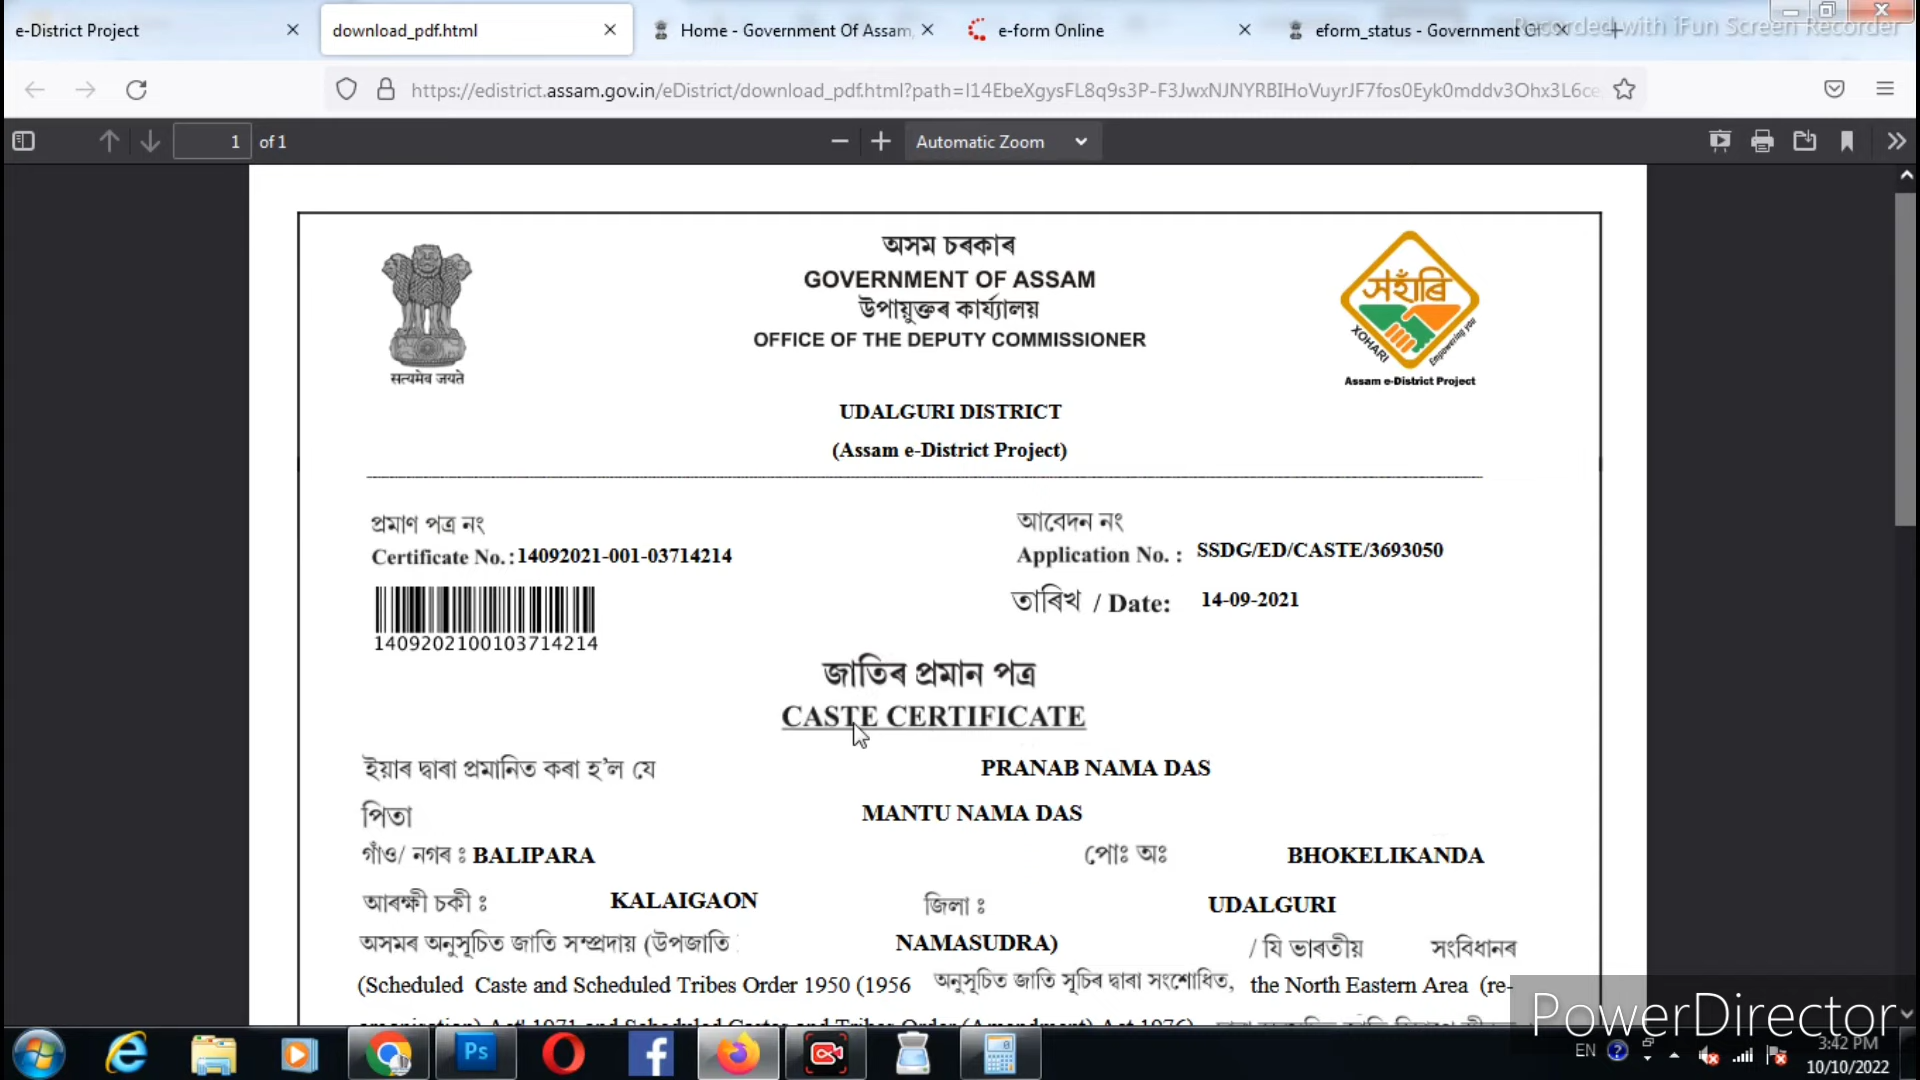 e-District Project
download_pdf.html
Home - Government Of Assam,
e-form Online
eform_status - Government Of
Recorded with iFun Screen Recorder
https://edistrict.assam.gov.in/eDistrict/download_pdf.html?path=
1 of 1
Automatic Zoom
অসম চৰকাৰ
GOVERNMENT OF ASSAM
উপায়ুক্তৰ কাৰ্য্যালয়
OFFICE OF THE DEPUTY COMMISSIONER
सत्यमेव जयते
সহাঁৰি
XOHARI
Empowering you
Assam e-District Project
UDALGURI DISTRICT
(Assam e-District Project)
প্ৰমাণ পত্ৰ নং
আবেদন নং
Certificate No. : 14092021-001-03714214
Application No. : SSDG/ED/CASTE/3693050
তাৰিখ / Date: 14-09-2021
1409202100103714214
জাতিৰ প্ৰমান পত্ৰ
CASTE CERTIFICATE
ইয়াৰ দ্বাৰা প্ৰমানিত কৰা হ’ল যে PRANAB NAMA DAS
পিতা MANTU NAMA DAS
গাঁও/ নগৰ ঃ BALIPARA পোঃ অঃ BHOKELIKANDA
আৰক্ষী চকী ঃ KALAIGAON জিলা ঃ UDALGURI
অসমৰ অনুসূচিত জাতি সম্প্ৰদায় (উপজাতি NAMASUDRA) / যি ভাৰতীয় সংবিধানৰ
(Scheduled Caste and Scheduled Tribes Order 1950 (1956 অনুসূচিত জাতি সূচিৰ দ্বাৰা সংশোধিত, the North Eastern Area (re-
PowerDirector
Ps
EN
3:42 PM
10/10/2022